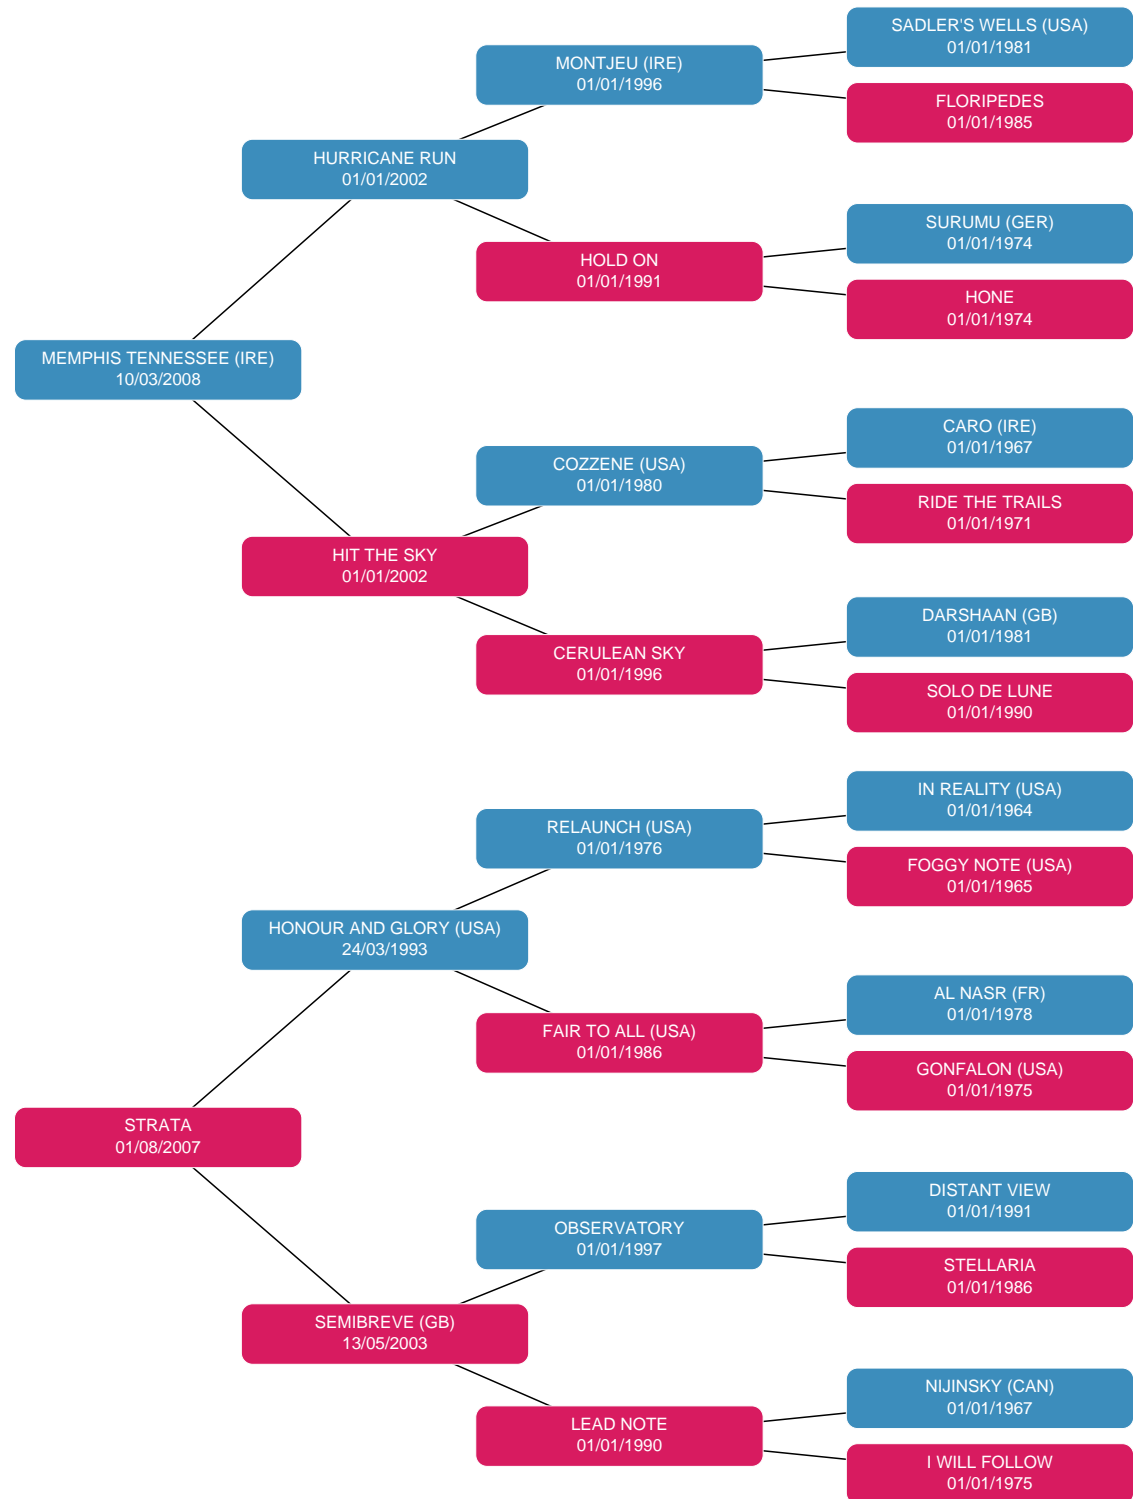 SADLER'S WELLS (USA)
01/01/1981
MONTJEU (IRE)
01/01/1996
FLORIPEDES
01/01/1985
HURRICANE RUN
01/01/2002
SURUMU (GER)
01/01/1974
HOLD ON
01/01/1991
HONE
01/01/1974
MEMPHIS TENNESSEE (IRE)
10/03/2008
CARO (IRE)
01/01/1967
COZZENE (USA)
01/01/1980
RIDE THE TRAILS
01/01/1971
HIT THE SKY
01/01/2002
DARSHAAN (GB)
01/01/1981
CERULEAN SKY
01/01/1996
SOLO DE LUNE
01/01/1990
IN REALITY (USA)
01/01/1964
RELAUNCH (USA)
01/01/1976
FOGGY NOTE (USA)
01/01/1965
HONOUR AND GLORY (USA)
24/03/1993
AL NASR (FR)
01/01/1978
FAIR TO ALL (USA)
01/01/1986
GONFALON (USA)
01/01/1975
STRATA
01/08/2007
DISTANT VIEW
01/01/1991
OBSERVATORY
01/01/1997
STELLARIA
01/01/1986
SEMIBREVE (GB)
13/05/2003
NIJINSKY (CAN)
01/01/1967
LEAD NOTE
01/01/1990
I WILL FOLLOW
01/01/1975